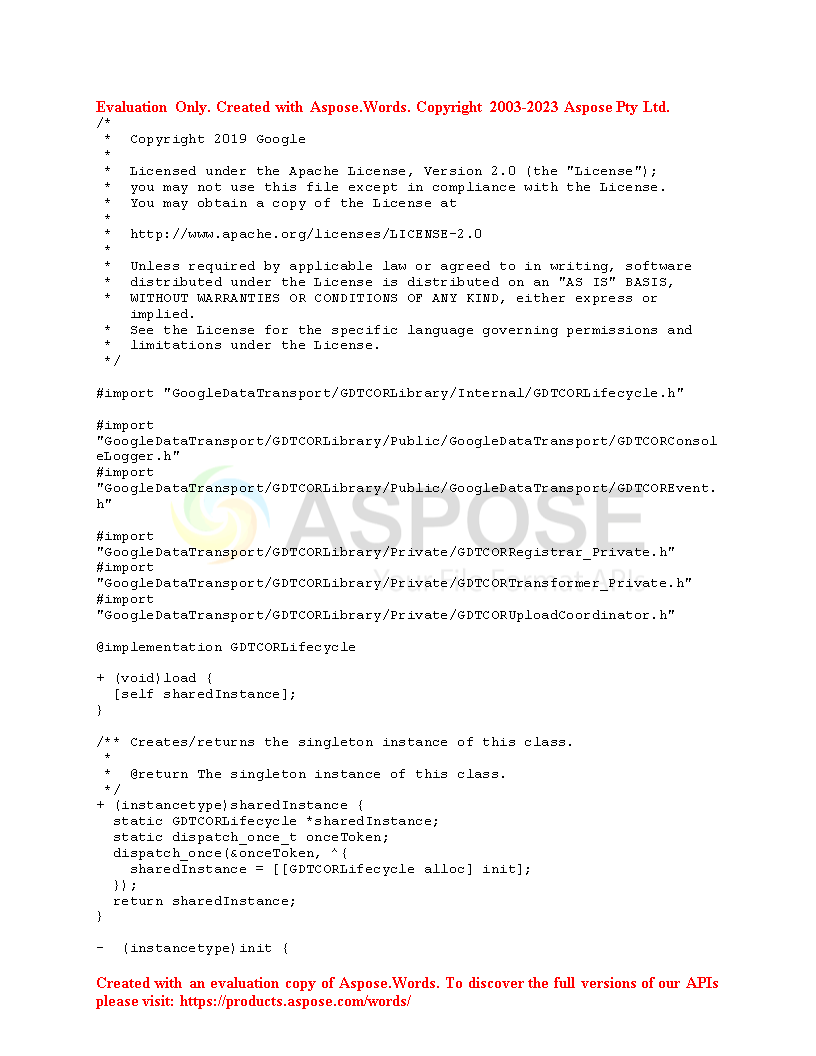 Evaluation Only. Created with Aspose.Words. Copyright 2003-2023 Aspose Pty Ltd.
/*
 *  Copyright 2019 Google
 *
 *  Licensed under the Apache License, Version 2.0 (the "License");
 *  you may not use this file except in compliance with the License.
 *  You may obtain a copy of the License at
 *
 *  http://www.apache.org/licenses/LICENSE-2.0
 *
 *  Unless required by applicable law or agreed to in writing, software
 *  distributed under the License is distributed on an "AS IS" BASIS,
 *  WITHOUT WARRANTIES OR CONDITIONS OF ANY KIND, either express or
    implied.
 *  See the License for the specific language governing permissions and
 *  limitations under the License.
 */

#import "GoogleDataTransport/GDTCORLibrary/Internal/GDTCORLifecycle.h"

#import
"GoogleDataTransport/GDTCORLibrary/Public/GoogleDataTransport/GDTCORConsol
eLogger.h"
#import
"GoogleDataTransport/GDTCORLibrary/Public/GoogleDataTransport/GDTCOREvent.
h"

#import
"GoogleDataTransport/GDTCORLibrary/Private/GDTCORRegistrar_Private.h"
#import
"GoogleDataTransport/GDTCORLibrary/Private/GDTCORTransformer_Private.h"
#import
"GoogleDataTransport/GDTCORLibrary/Private/GDTCORUploadCoordinator.h"

ASPOSE
Your File Format APIs

@implementation GDTCORLifecycle

+ (void)load {
  [self sharedInstance];
}

/** Creates/returns the singleton instance of this class.
 *
 *  @return The singleton instance of this class.
 */
+ (instancetype)sharedInstance {
  static GDTCORLifecycle *sharedInstance;
  static dispatch_once_t onceToken;
  dispatch_once(&onceToken, ^{
    sharedInstance = [[GDTCORLifecycle alloc] init];
  });
  return sharedInstance;
}

-  (instancetype)init {

Created with an evaluation copy of Aspose.Words. To discover the full versions of our APIs
please visit: https://products.aspose.com/words/